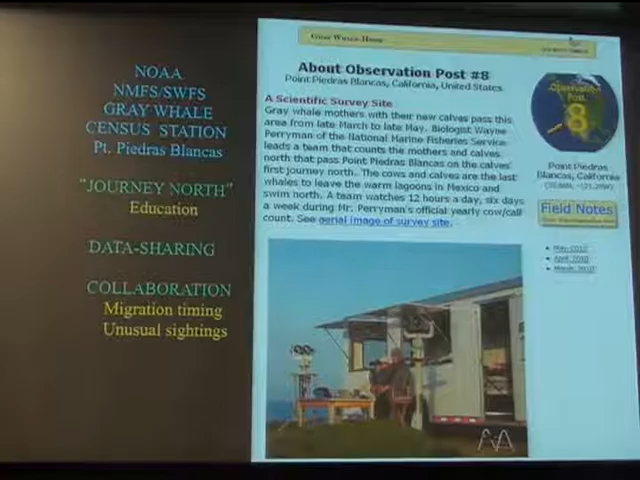 NOAA
NMFS/SWFS
GRAY WHALE
CENSUS STATION
Pt. Piedras Blancas
"JOURNEY NORTH"
Education
DATA-SHARING
COLLABORATION
Migration timing
Unusual sightings
Gray Whale Home
About Observation Post #8
Point Piedras Blancas, California, United States
A Scientific Survey Site
Gray whale mothers with their new calves pass this
area from late March to late May. Biologist Wayne
Perryman of the National Marine Fisheries Service
leads a team that counts the mothers and calves
north that pass Point Piedras Blancas on the calves'
first journey north. The cows and calves are the last
whales to leave the warm lagoons in Mexico and
swim north. A team watches 12 hours a day, six days
a week during Mr. Perryman's official yearly cow/calf
count. See aerial image of survey site.
Observation
Post
8
Point Piedras
Blancas, California
Field Notes
May 2010
April 2010
March 2010